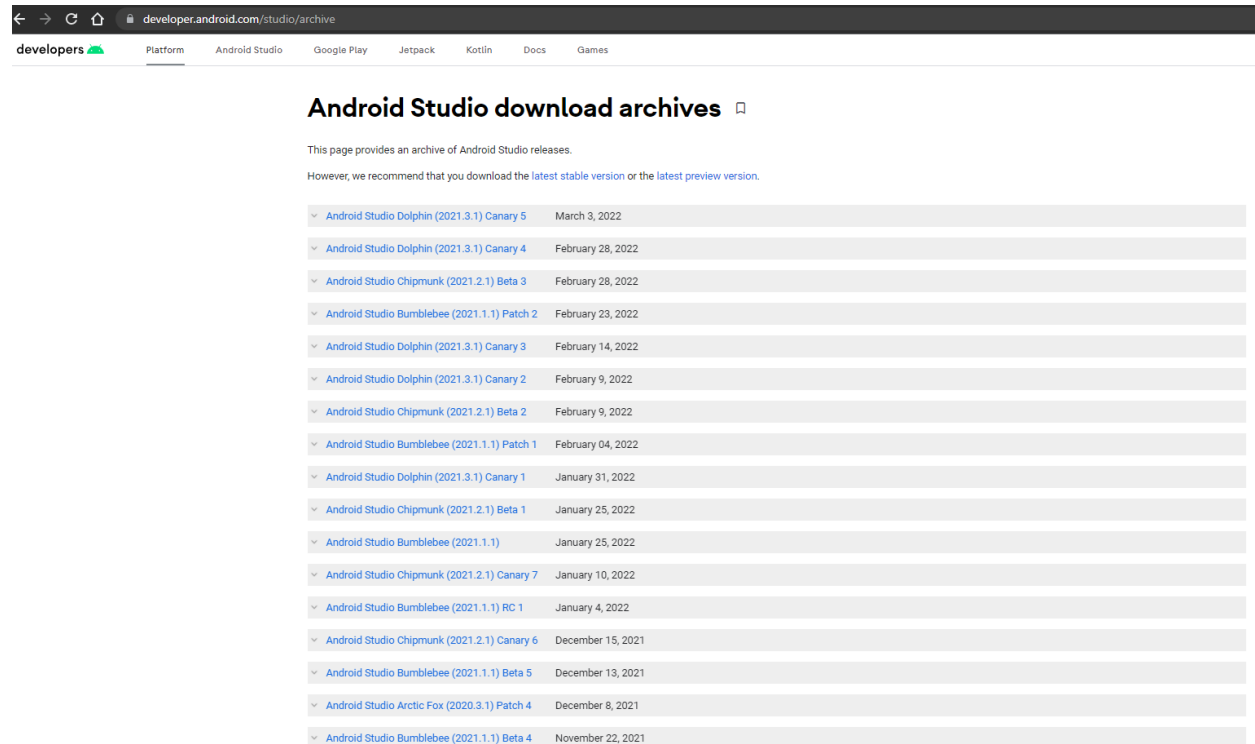 developer.android.com/studio/archive
developers Platform Android Studio Google Play Jetpack Kotlin Docs Games
Android Studio download archives
This page provides an archive of Android Studio releases.
However, we recommend that you download the latest stable version or the latest preview version.
Android Studio Dolphin (2021.3.1) Canary 5 March 3, 2022
Android Studio Dolphin (2021.3.1) Canary 4 February 28, 2022
Android Studio Chipmunk (2021.2.1) Beta 3 February 28, 2022
Android Studio Bumblebee (2021.1.1) Patch 2 February 23, 2022
Android Studio Dolphin (2021.3.1) Canary 3 February 14, 2022
Android Studio Dolphin (2021.3.1) Canary 2 February 9, 2022
Android Studio Chipmunk (2021.2.1) Beta 2 February 9, 2022
Android Studio Bumblebee (2021.1.1) Patch 1 February 04, 2022
Android Studio Dolphin (2021.3.1) Canary 1 January 31, 2022
Android Studio Chipmunk (2021.2.1) Beta 1 January 25, 2022
Android Studio Bumblebee (2021.1.1) January 25, 2022
Android Studio Chipmunk (2021.2.1) Canary 7 January 10, 2022
Android Studio Bumblebee (2021.1.1) RC 1 January 4, 2022
Android Studio Chipmunk (2021.2.1) Canary 6 December 15, 2021
Android Studio Bumblebee (2021.1.1) Beta 5 December 13, 2021
Android Studio Arctic Fox (2020.3.1) Patch 4 December 8, 2021
Android Studio Bumblebee (2021.1.1) Beta 4 November 22, 2021